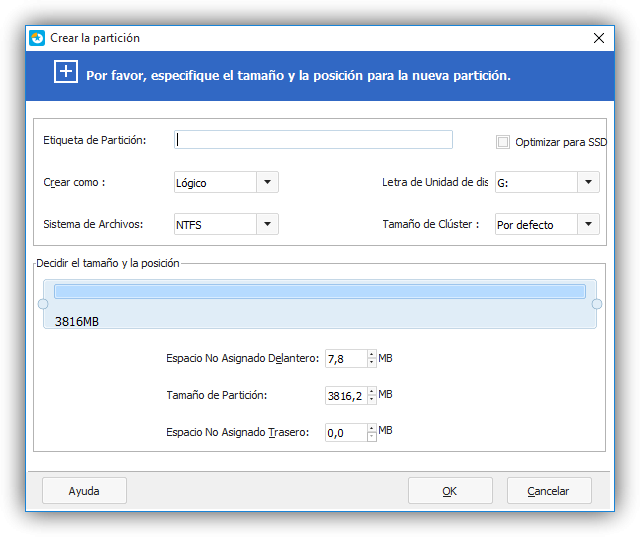 Crear la partición
Por favor, especifique el tamaño y la posición para la nueva partición.
Etiqueta de Partición:
Optimizar para SSD
Crear como : Lógico Letra de Unidad de dis G:
Sistema de Archivos: NTFS Tamaño de Clúster : Por defecto
Decidir el tamaño y la posición
3816MB
Espacio No Asignado Delantero: 7,8 MB
Tamaño de Partición: 3816,2 MB
Espacio No Asignado Trasero: 0,0 MB
Ayuda OK Cancelar